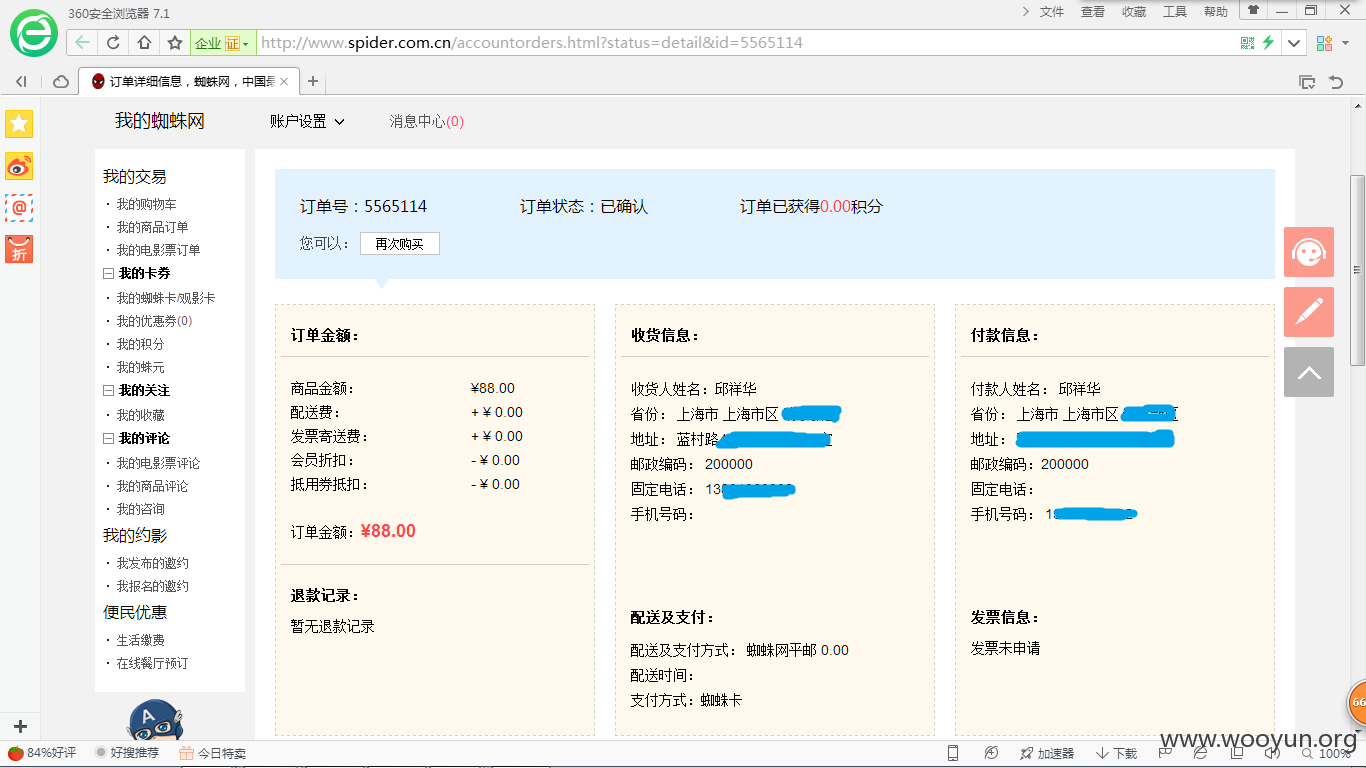 360安全浏览器 7.1
文件 查看 收藏 工具 帮助
企业 证 http://www.spider.com.cn/accountorders.html?status=detail&id=5565114
订单详细信息，蜘蛛网，中国最
我的蜘蛛网 账户设置 消息中心(0)
我的交易
· 我的购物车
· 我的商品订单
· 我的电影票订单
我的卡券
· 我的蜘蛛卡/观影卡
· 我的优惠券(0)
· 我的积分
· 我的蛛元
我的关注
· 我的收藏
我的评论
· 我的电影票评论
· 我的商品评论
· 我的咨询
我的约影
· 我发布的邀约
· 我报名的邀约
便民优惠
· 生活缴费
· 在线餐厅预订
A
@
折
订单号：5565114 订单状态：已确认 订单已获得0.00积分
您可以： 再次购买
订单金额：
商品金额： ¥88.00
配送费： + ¥ 0.00
发票寄送费： + ¥ 0.00
会员折扣： - ¥ 0.00
抵用券抵扣： - ¥ 0.00
订单金额：¥88.00
退款记录：
暂无退款记录
收货信息：
收货人姓名：邱祥华
省份： 上海市 上海市区
地址： 蓝村路
邮政编码： 200000
固定电话： 13
手机号码：
配送及支付：
配送及支付方式： 蜘蛛网平邮 0.00
配送时间：
支付方式：蜘蛛卡
付款信息：
付款人姓名： 邱祥华
省份： 上海市 上海市区
地址：
邮政编码：200000
固定电话：
手机号码： 1
发票信息：
发票未申请
66
84%好评 好搜推荐 今日特卖 加速器 下载 100%
www.wooyun.org